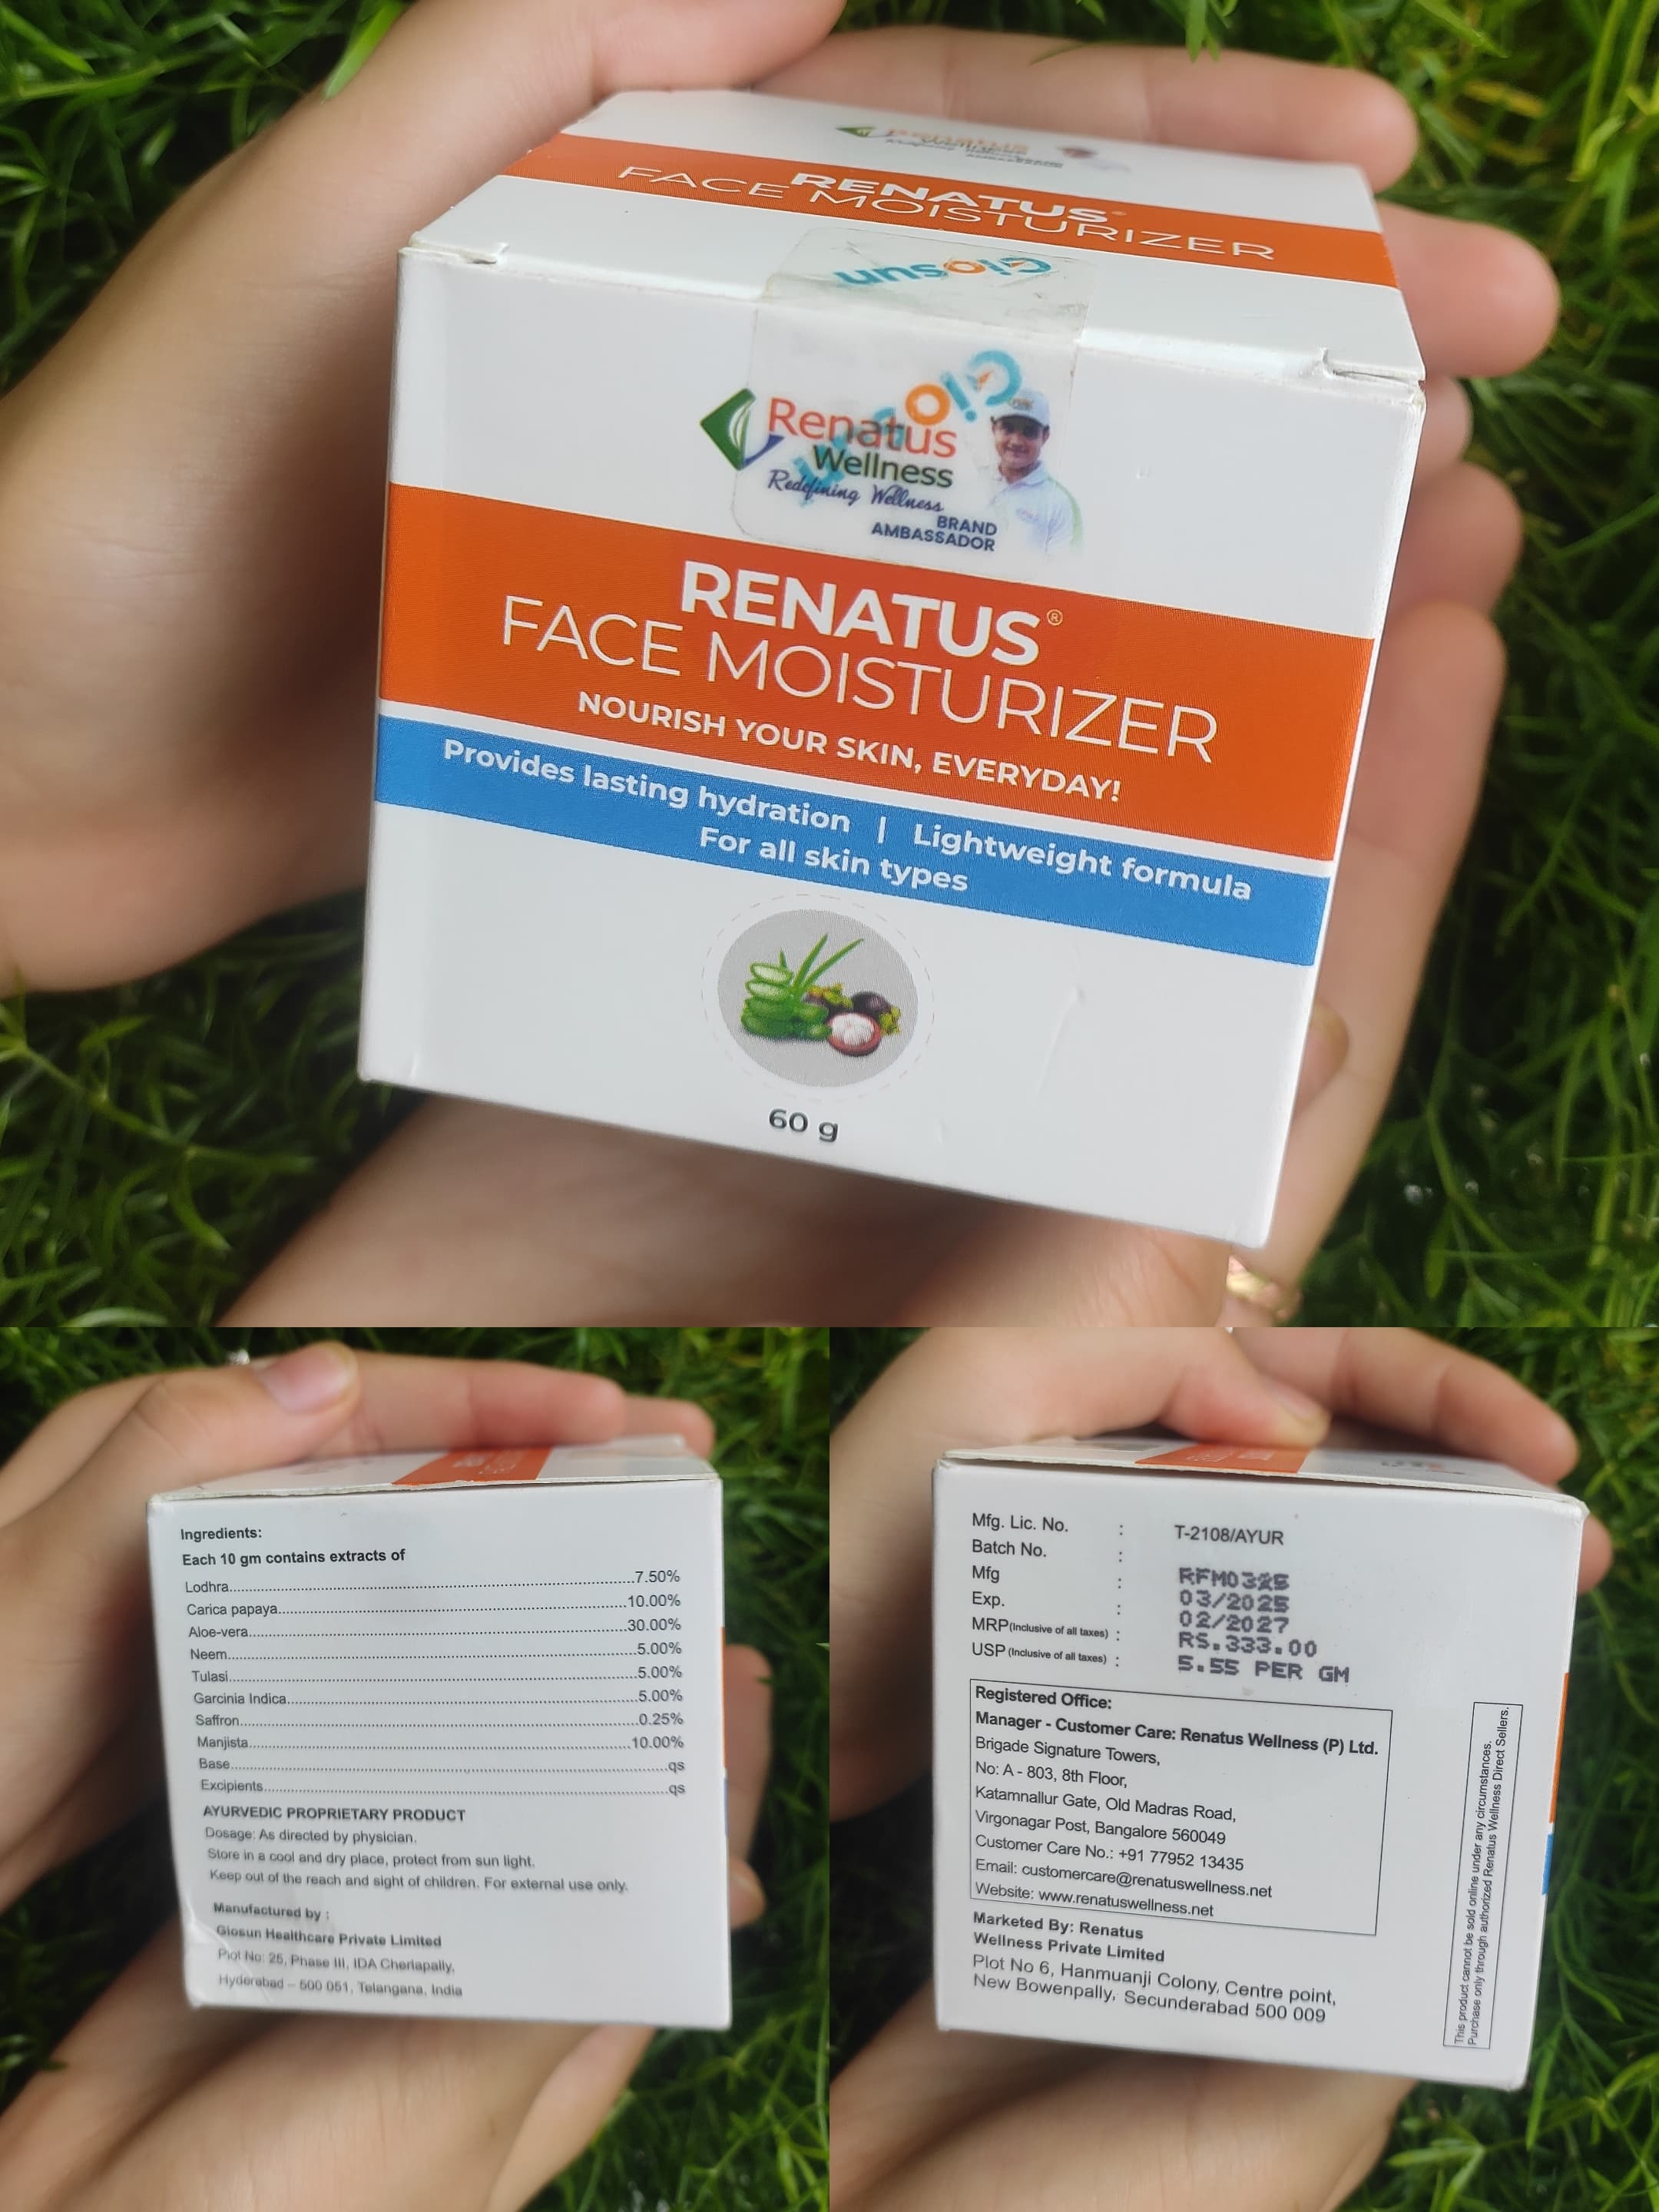 Renatus
Wellness
RENATUS
FACE MOISTURIZER
Giosun
Gio
Renatus
Wellness
Redefining Wellness
BRAND
AMBASSADOR
RENATUS®
FACE MOISTURIZER
NOURISH YOUR SKIN, EVERYDAY!
Provides lasting hydration | Lightweight formula
For all skin types
60 g
Ingredients:
Each 10 gm contains extracts of
Lodhra..........7.50%
Carica papaya..........10.00%
Aloe-vera..........30.00%
Neem..........5.00%
Tulasi..........5.00%
Garcinia Indica..........5.00%
Saffron..........0.25%
Manjista..........10.00%
Base..........qs
Excipients..........qs
AYURVEDIC PROPRIETARY PRODUCT
Dosage: As directed by physician.
Store in a cool and dry place, protect from sun light.
Keep out of the reach and sight of children. For external use only.
Manufactured by :
Giosun Healthcare Private Limited
Plot No: 25, Phase III, IDA Cherlapally,
Hyderabad – 500 051, Telangana, India
Mfg. Lic. No. : T-2108/AYUR
Batch No. : RFM0325
Mfg : 03/2025
Exp. : 02/2027
MRP(Inclusive of all taxes) : RS.333.00
USP (Inclusive of all taxes) : 5.55 PER GM
Registered Office:
Manager - Customer Care: Renatus Wellness (P) Ltd.
Brigade Signature Towers,
No: A - 803, 8th Floor,
Katamnallur Gate, Old Madras Road,
Virgonagar Post, Bangalore 560049
Customer Care No.: +91 77952 13435
Email: customercare@renatuswellness.net
Website: www.renatuswellness.net
Marketed By: Renatus
Wellness Private Limited
Plot No 6, Hanmuanji Colony, Centre point,
New Bowenpally, Secunderabad 500 009
This product cannot be sold online under any circumstances.
Purchase only through authorized Renatus Wellness Direct Sellers.